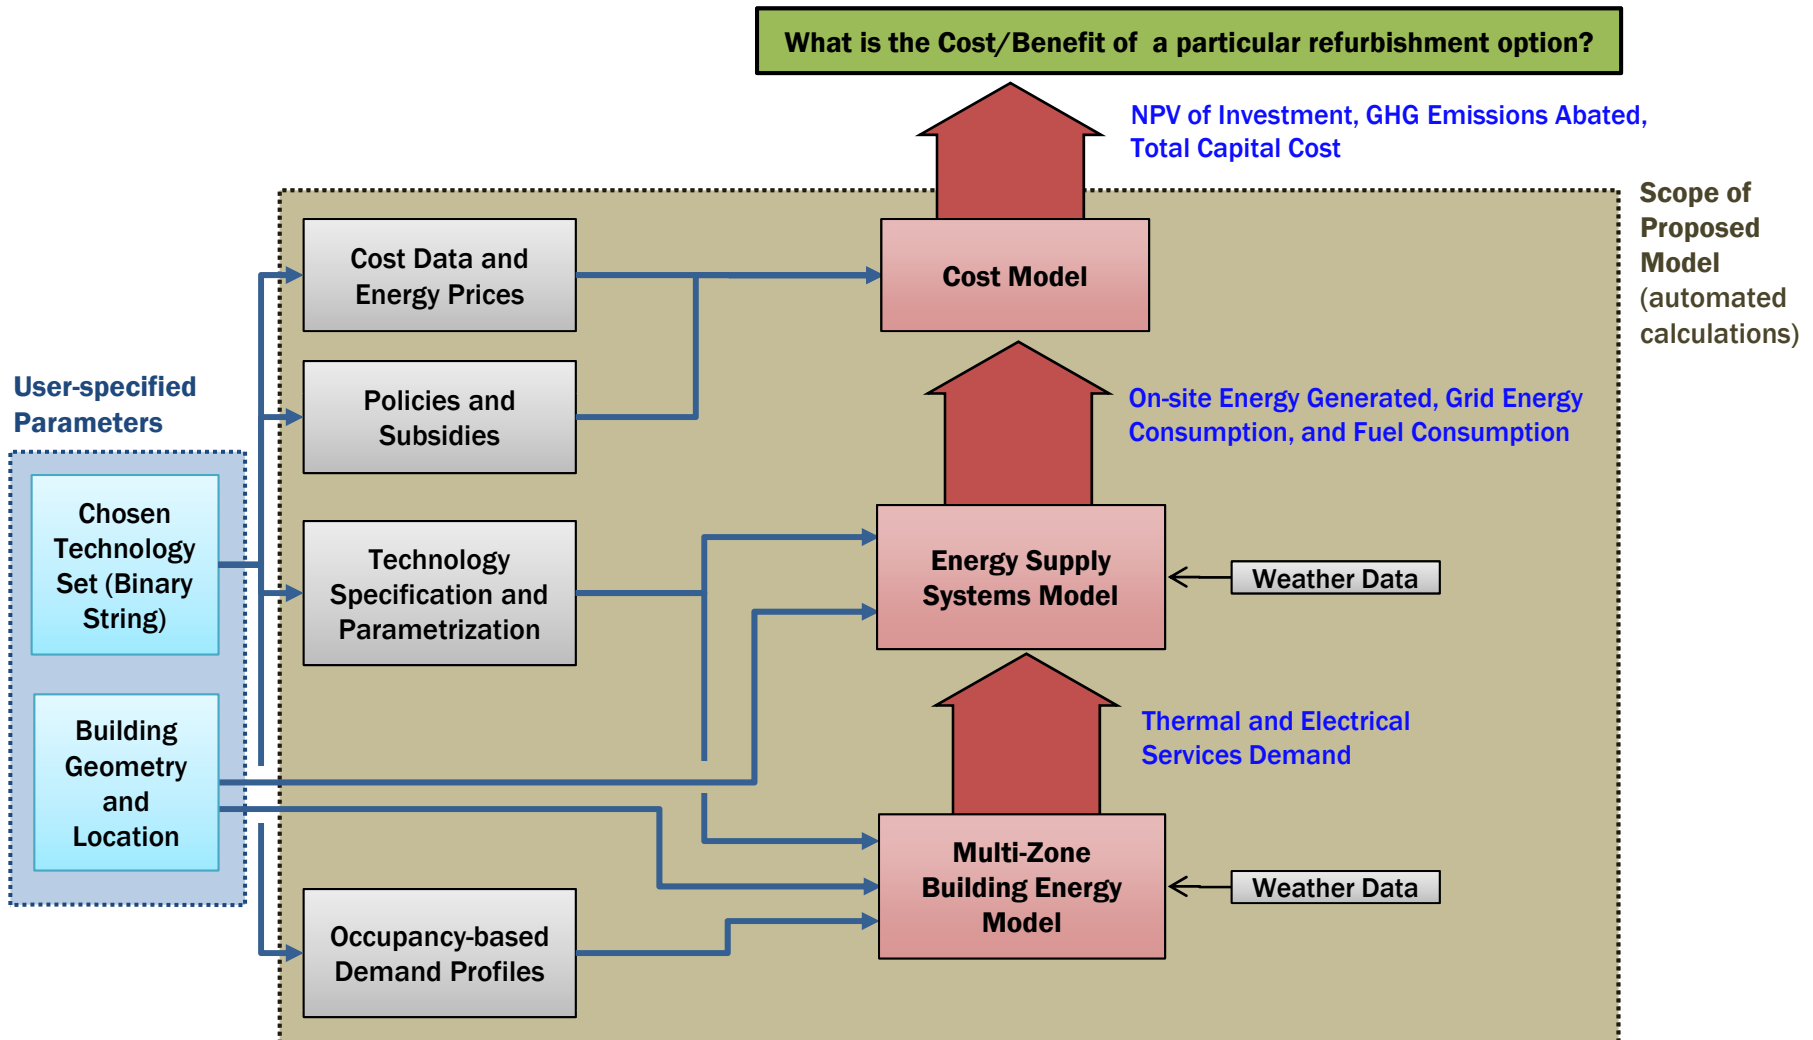 What is the Cost/Benefit of a particular refurbishment option?
NPV of Investment, GHG Emissions Abated,
Total Capital Cost
Scope of
Proposed
Model
(automated
calculations)
Cost Data and
Energy Prices
Cost Model
User-specified
Parameters
Policies and
Subsidies
On-site Energy Generated, Grid Energy
Consumption, and Fuel Consumption
Chosen
Technology
Set (Binary
String)
Technology
Specification and
Parametrization
Energy Supply
Systems Model
Weather Data
Building
Geometry
and
Location
Thermal and Electrical
Services Demand
Multi-Zone
Building Energy
Model
Weather Data
Occupancy-based
Demand Profiles